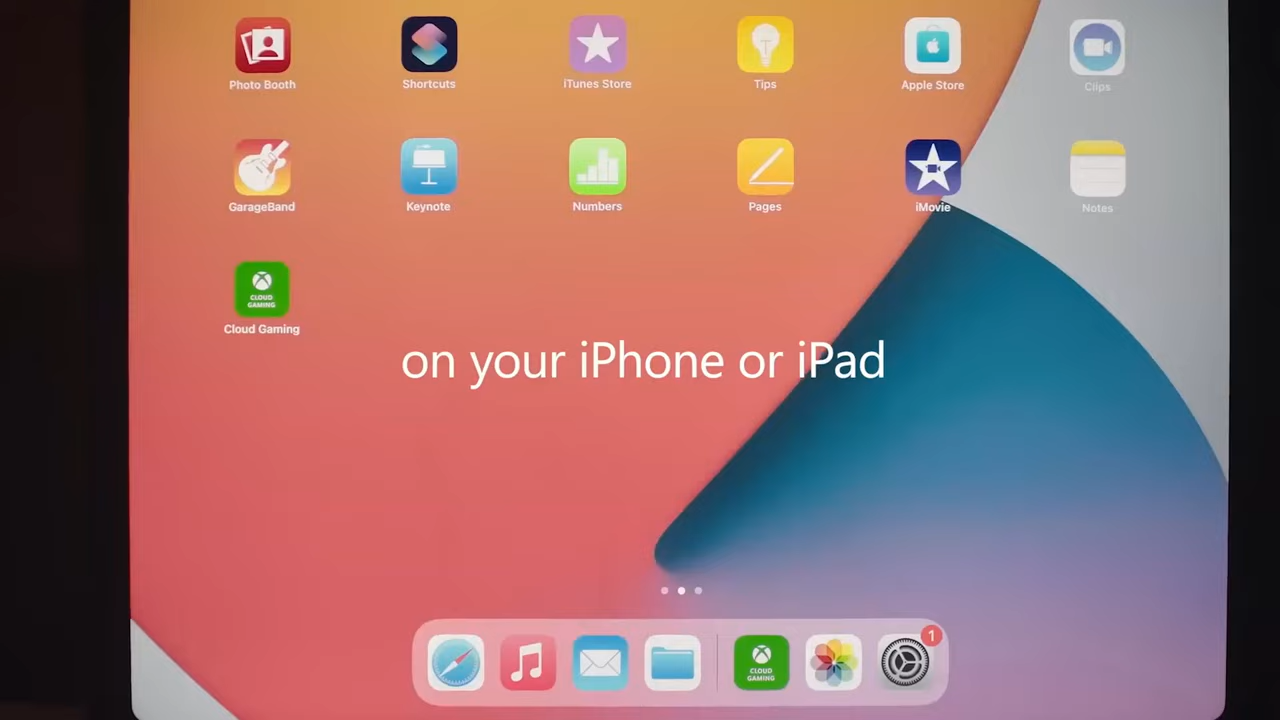 Photo Booth
Shortcuts
iTunes Store
Tips
Apple Store
Clips
GarageBand
Keynote
Numbers
Pages
iMovie
Notes
CLOUD
GAMING
Cloud Gaming
on your iPhone or iPad
CLOUD
GAMING
1